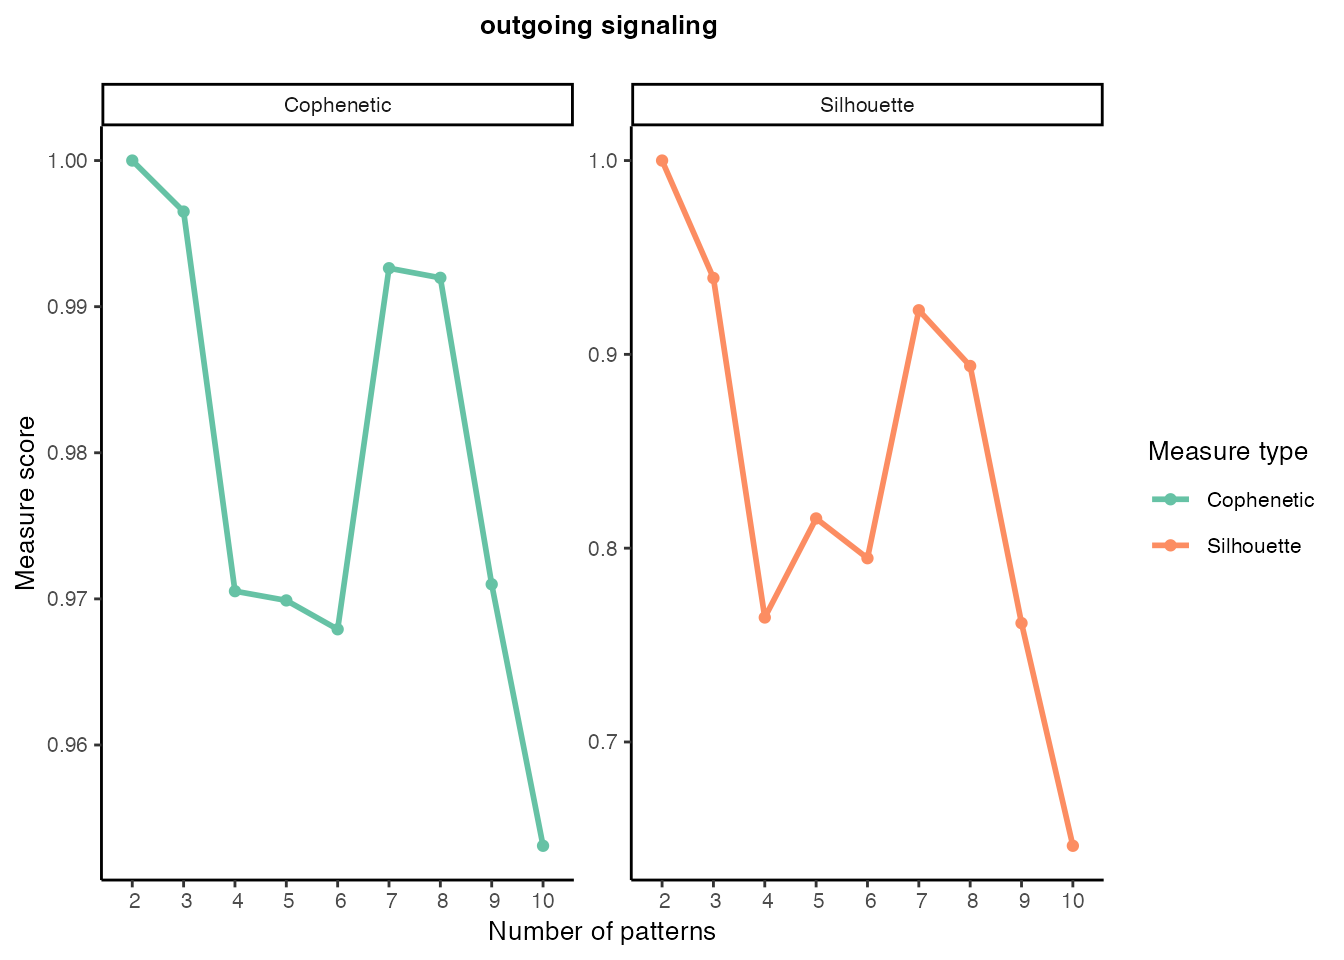 outgoing signaling
Cophenetic
Silhouette
Measure score
1.00
0.99
0.98
0.97
0.96
1.0
0.9
0.8
0.7
2 3 4 5 6 7 8 9 10
2 3 4 5 6 7 8 9 10
Number of patterns
Measure type
Cophenetic
Silhouette